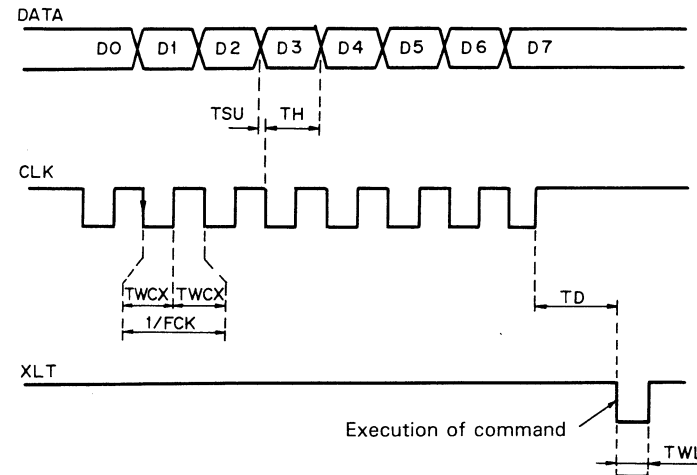 DATA
D0 D1 D2 D3 D4 D5 D6 D7
TSU TH
CLK
TWCX TWCX
1/FCK
TD
XLT
Execution of command